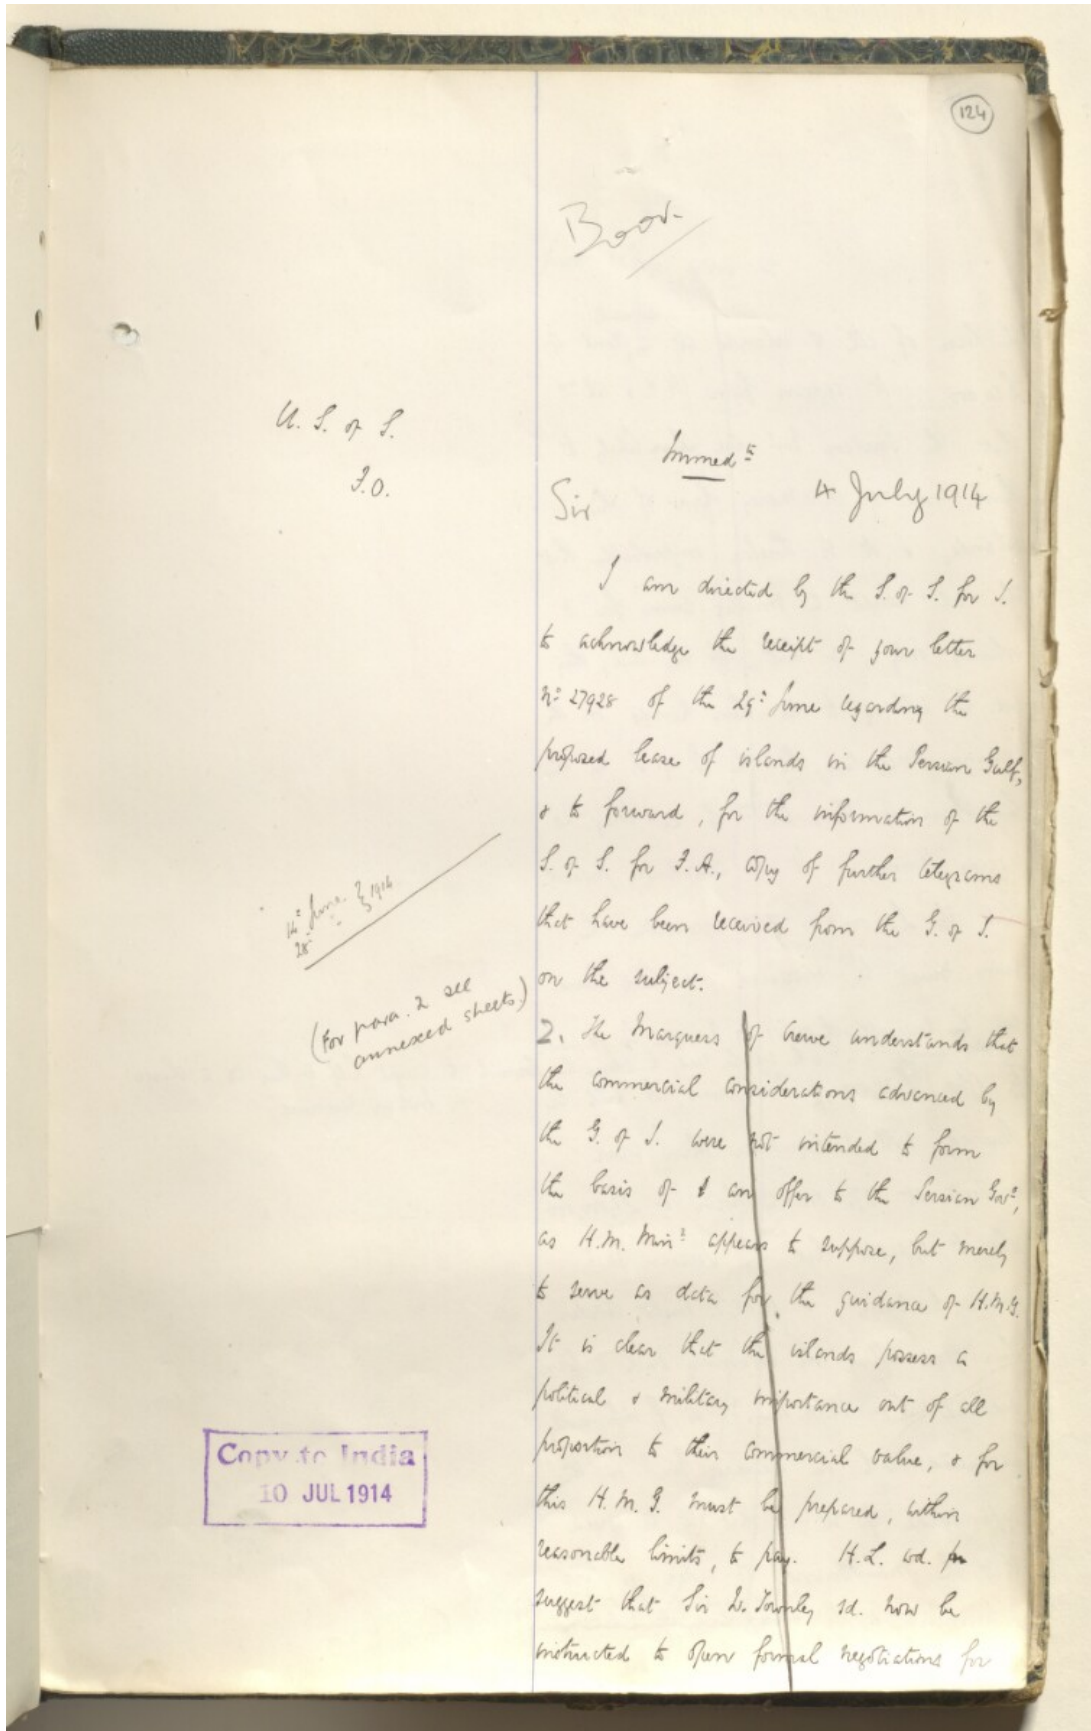 124
U. S. of S.
F.O.
Immed<sup>te</sup>
4 July 1914
Sir
I am directed by the S. of S. for I.
to acknowledge the receipt of your letter
No 27928 of the 29th June regarding the
proposed lease of islands in the Persian Gulf,
& to forward, for the information of the
S. of S. for F.A., copy of further telegrams
that have been received from the G. of I.
on the subject.
14th June. } 1914
28th " }
(For para. 2 see
annexed sheets.)
2. The Marquess of Crewe understands that
the commercial considerations advanced by
the G. of I. were not intended to form
the basis of an offer to the Persian Govt,
as H.M. Minr appears to suppose, but merely
to serve as data for the guidance of H.M.G.
It is clear that the islands possess a
political & military importance out of all
proportion to their commercial value, & for
this H.M.G. must be prepared, within
reasonable limits, to pay. H.L. wd.
suggest that Sir W. Townley sd. now be
instructed to open formal negotiations for
Copy to India
10 JUL 1914